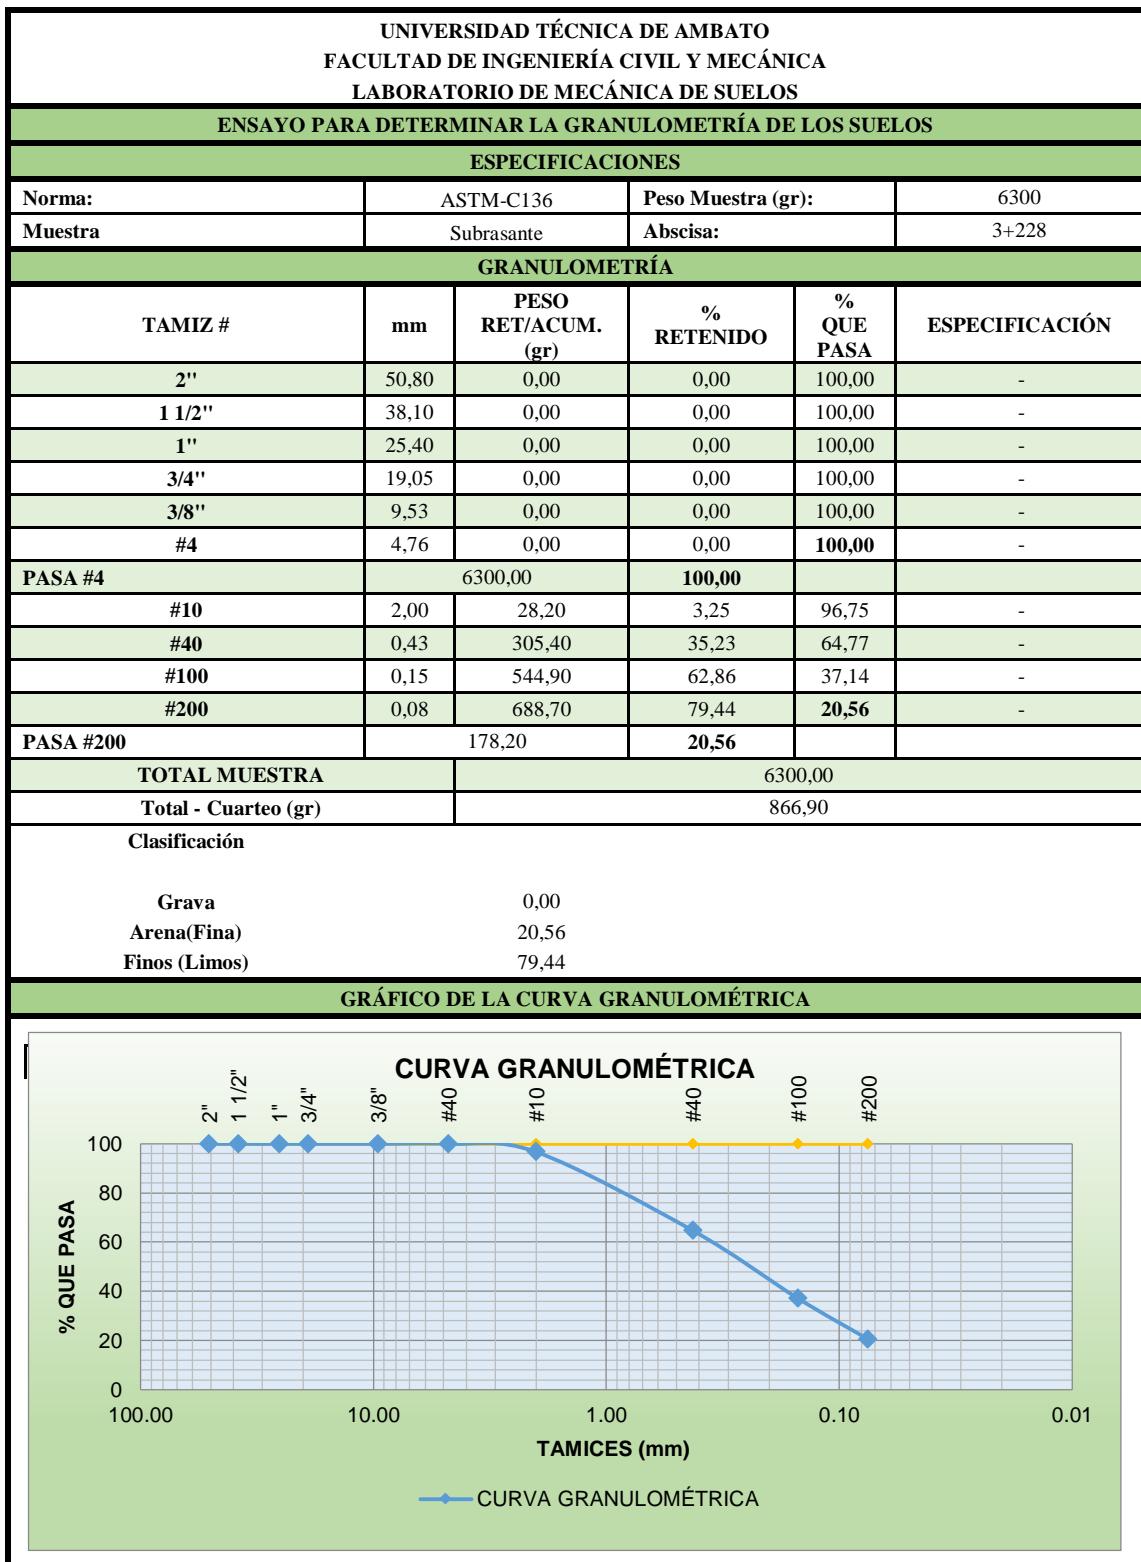 UNIVERSIDAD TÉCNICA DE AMBATO
FACULTAD DE INGENIERÍA CIVIL Y MECÁNICA
LABORATORIO DE MECÁNICA DE SUELOS
ENSAYO PARA DETERMINAR LA GRANULOMETRÍA DE LOS SUELOS
ESPECIFICACIONES
Norma: ASTM-C136 Peso Muestra (gr): 6300
Muestra Subrasante Abscisa: 3+228
GRANULOMETRÍA
TAMIZ # mm PESO RET/ACUM. (gr) % RETENIDO % QUE PASA ESPECIFICACIÓN
2'' 50,80 0,00 0,00 100,00 -
1 1/2'' 38,10 0,00 0,00 100,00 -
1'' 25,40 0,00 0,00 100,00 -
3/4'' 19,05 0,00 0,00 100,00 -
3/8'' 9,53 0,00 0,00 100,00 -
#4 4,76 0,00 0,00 100,00 -
PASA #4 6300,00 100,00
#10 2,00 28,20 3,25 96,75 -
#40 0,43 305,40 35,23 64,77 -
#100 0,15 544,90 62,86 37,14 -
#200 0,08 688,70 79,44 20,56 -
PASA #200 178,20 20,56
TOTAL MUESTRA 6300,00
Total - Cuarteo (gr) 866,90
Clasificación
Grava 0,00
Arena(Fina) 20,56
Finos (Limos) 79,44
GRÁFICO DE LA CURVA GRANULOMÉTRICA
CURVA GRANULOMÉTRICA
2" 1 1/2" 1" 3/4" 3/8" #40 #10 #40 #100 #200
100
80
60
40
20
0
% QUE PASA
100.00 10.00 1.00 0.10 0.01
TAMICES (mm)
CURVA GRANULOMÉTRICA